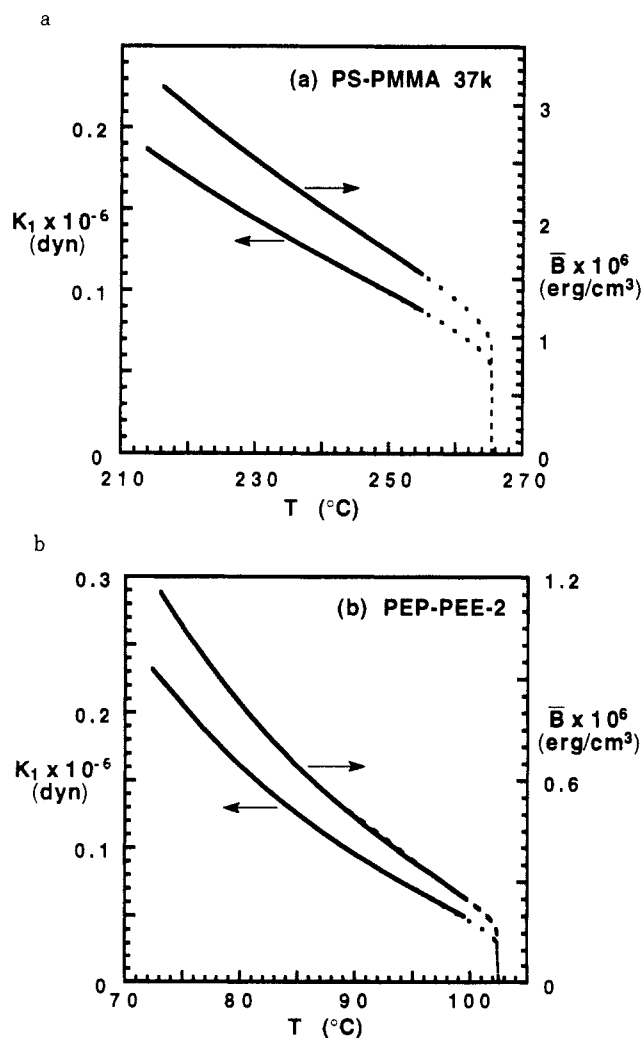 a
(a) PS-PMMA 37k
0.2
0.1
0
K₁ x 10⁻⁶
(dyn)
3
2
1
0
B̅ x 10⁶
(erg/cm³)
210 230 250 270
T (°C)
b
(b) PEP-PEE-2
0.3
0.2
0.1
0
K₁ x 10⁻⁶
(dyn)
1.2
0.6
0
B̅ x 10⁶
(erg/cm³)
70 80 90 100
T (°C)